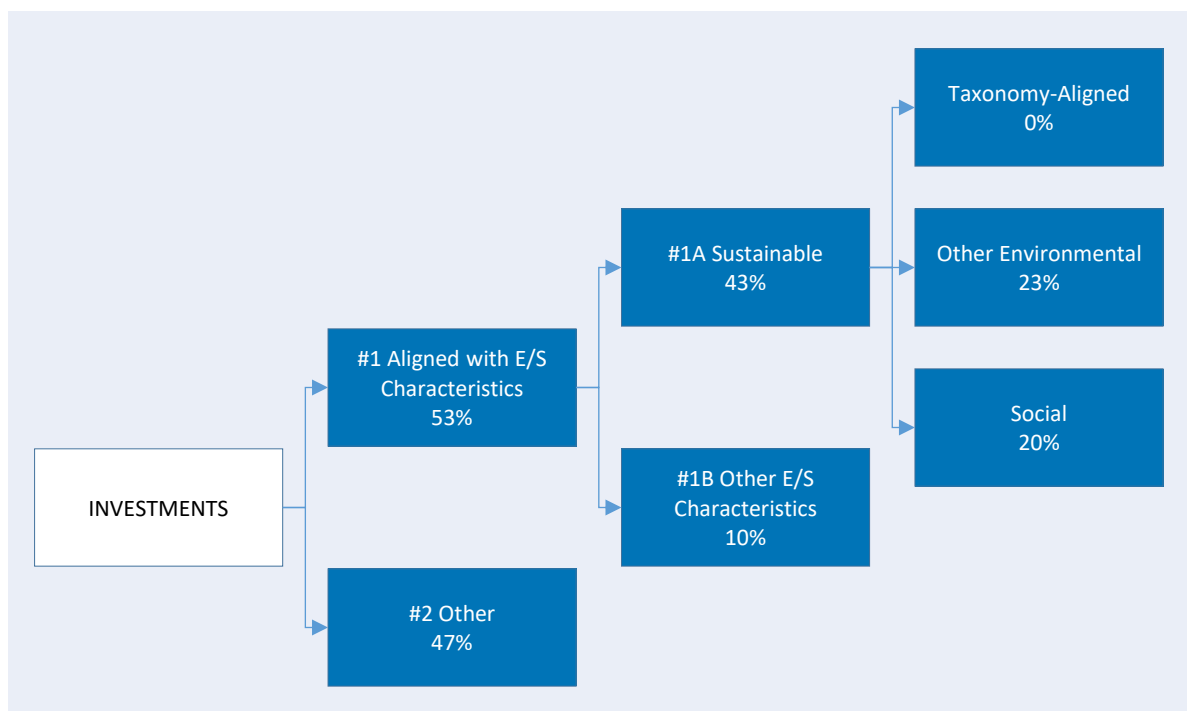 INVESTMENTS
#1 Aligned with E/S
Characteristics
53%
#2 Other
47%
#1A Sustainable
43%
#1B Other E/S
Characteristics
10%
Taxonomy-Aligned
0%
Other Environmental
23%
Social
20%